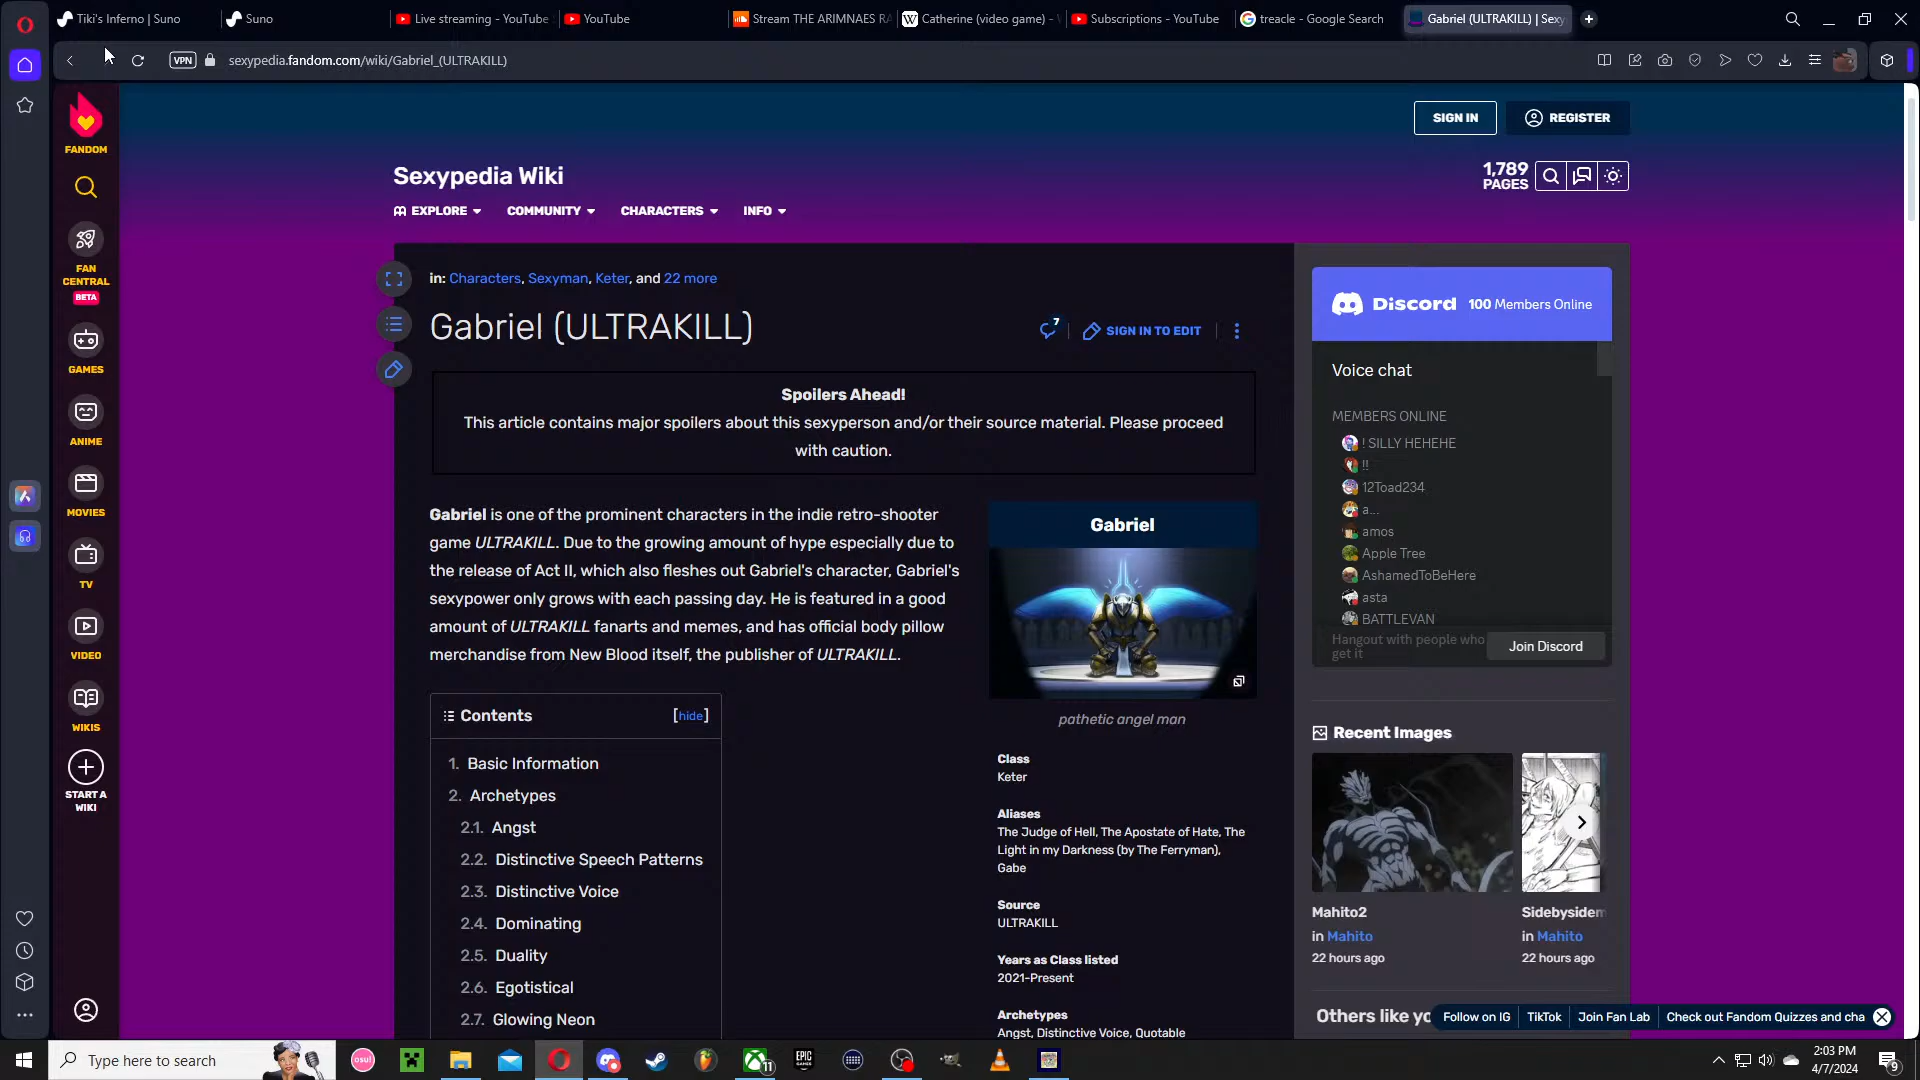 Tiki's Inferno | Suno
Suno
Live streaming - YouTube
YouTube
Stream THE ARIMNAES RA
Catherine (video game) -
Subscriptions - YouTube
treacle - Google Search
Gabriel (ULTRAKILL) | Sexy
VPN
sexypedia.fandom.com/wiki/Gabriel_(ULTRAKILL)
FANDOM
FAN CENTRAL
BETA
GAMES
ANIME
MOVIES
TV
VIDEO
WIKIS
START A WIKI
SIGN IN
REGISTER
Sexypedia Wiki
1,789 PAGES
EXPLORE
COMMUNITY
CHARACTERS
INFO
in: Characters, Sexyman, Keter, and 22 more
Gabriel (ULTRAKILL)
7
SIGN IN TO EDIT
Spoilers Ahead!
This article contains major spoilers about this sexyperson and/or their source material. Please proceed
with caution.
Gabriel is one of the prominent characters in the indie retro-shooter
game ULTRAKILL. Due to the growing amount of hype especially due to
the release of Act II, which also fleshes out Gabriel's character, Gabriel's
sexypower only grows with each passing day. He is featured in a good
amount of ULTRAKILL fanarts and memes, and has official body pillow
merchandise from New Blood itself, the publisher of ULTRAKILL.
Contents
[hide]
1. Basic Information
2. Archetypes
2.1. Angst
2.2. Distinctive Speech Patterns
2.3. Distinctive Voice
2.4. Dominating
2.5. Duality
2.6. Egotistical
2.7. Glowing Neon
Gabriel
pathetic angel man
Class
Keter
Aliases
The Judge of Hell, The Apostate of Hate, The
Light in my Darkness (by The Ferryman),
Gabe
Source
ULTRAKILL
Years as Class listed
2021-Present
Archetypes
Angst, Distinctive Voice, Quotable
Discord
100 Members Online
Voice chat
MEMBERS ONLINE
! SILLY HEHEHE
!!
12Toad234
a...
amos
Apple Tree
AshamedToBeHere
asta
BATTLEVAN
Hangout with people who
get it
Join Discord
Recent Images
Mahito2
in Mahito
22 hours ago
Sidebysidem
in Mahito
22 hours ago
Others like yo
Follow on IG
TikTok
Join Fan Lab
Check out Fandom Quizzes and cha
Type here to search
osu!
11
EPIC GAMES
2:03 PM
4/7/2024
9